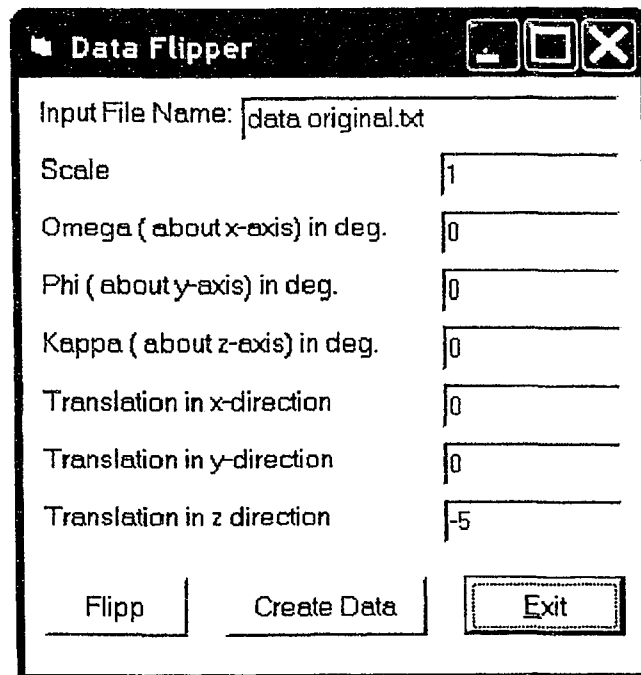 Data Flipper
Input File Name: data original.txt
Scale 1
Omega ( about x-axis) in deg. 0
Phi ( about y-axis) in deg. 0
Kappa ( about z-axis) in deg. 0
Translation in x-direction 0
Translation in y-direction 0
Translation in z direction -5
Flipp Create Data Exit